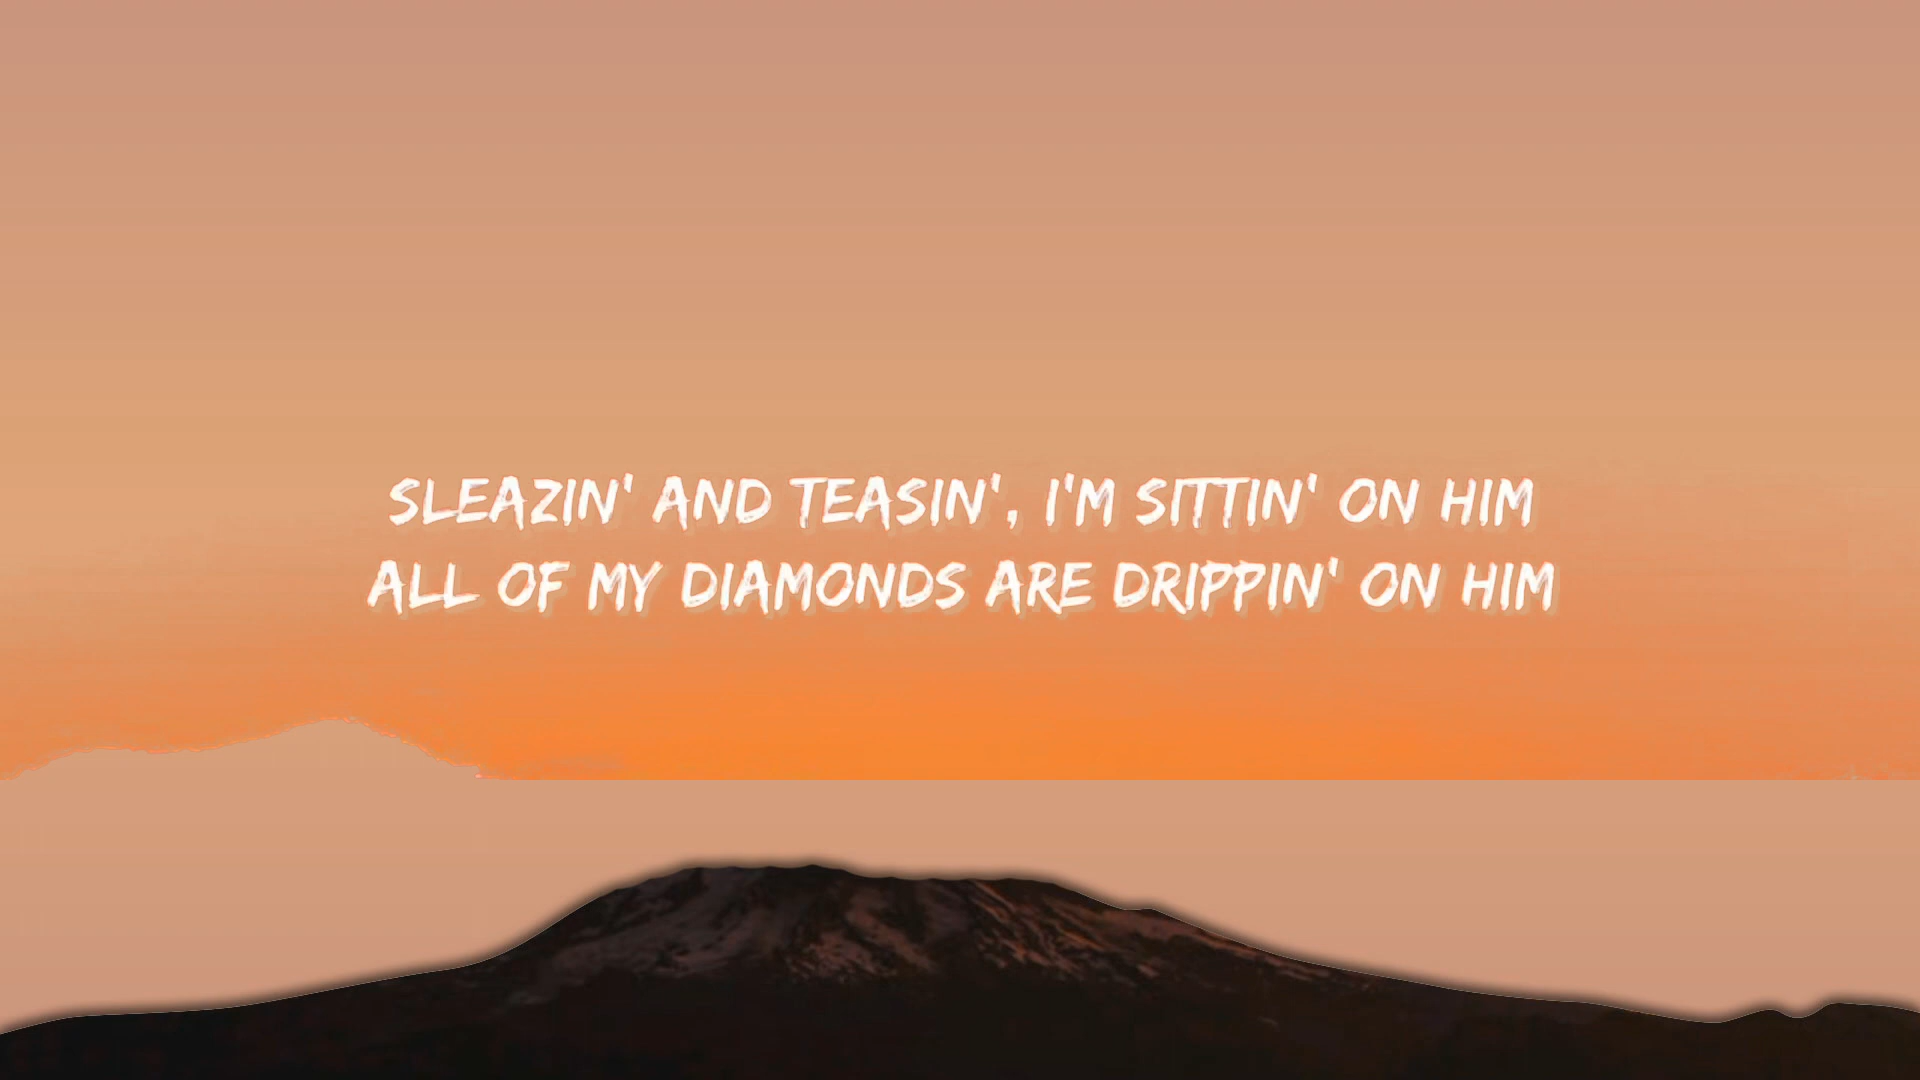 SLEAZIN' AND TEASIN', I'M SITTIN' ON HIM
ALL OF MY DIAMONDS ARE DRIPPIN' ON HIM